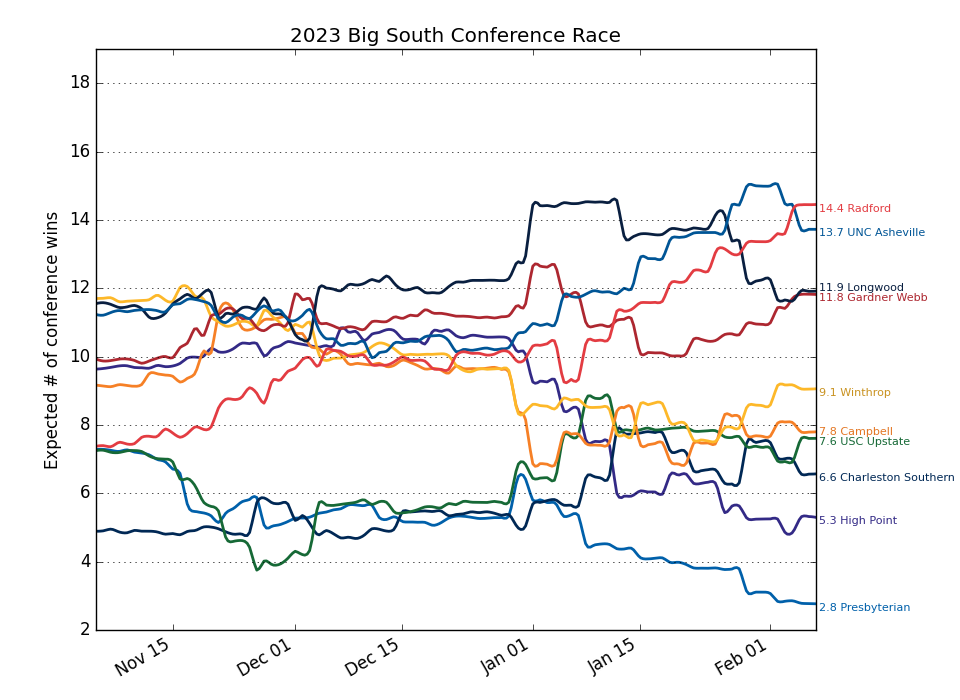 2023 Big South Conference Race
Expected # of conference wins
18
16
14
12
10
8
6
4
2
Nov 15
Dec 01
Dec 15
Jan 01
Jan 15
Feb 01
14.4 Radford
13.7 UNC Asheville
11.9 Longwood
11.8 Gardner Webb
9.1 Winthrop
7.8 Campbell
7.6 USC Upstate
6.6 Charleston Southern
5.3 High Point
2.8 Presbyterian